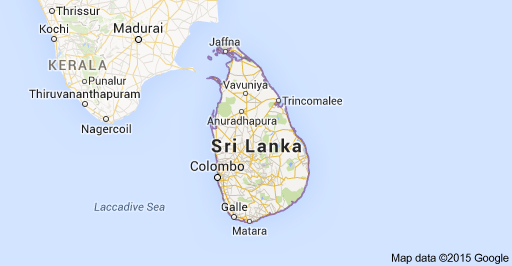 Thrissur
Kochi
Madurai
Jaffna
KERALA
Punalur
Vavuniya
Thiruvananthapuram
Trincomalee
Nagercoil
Anuradhapura
Sri Lanka
Colombo
Laccadive Sea
Galle
Matara
Map data ©2015 Google